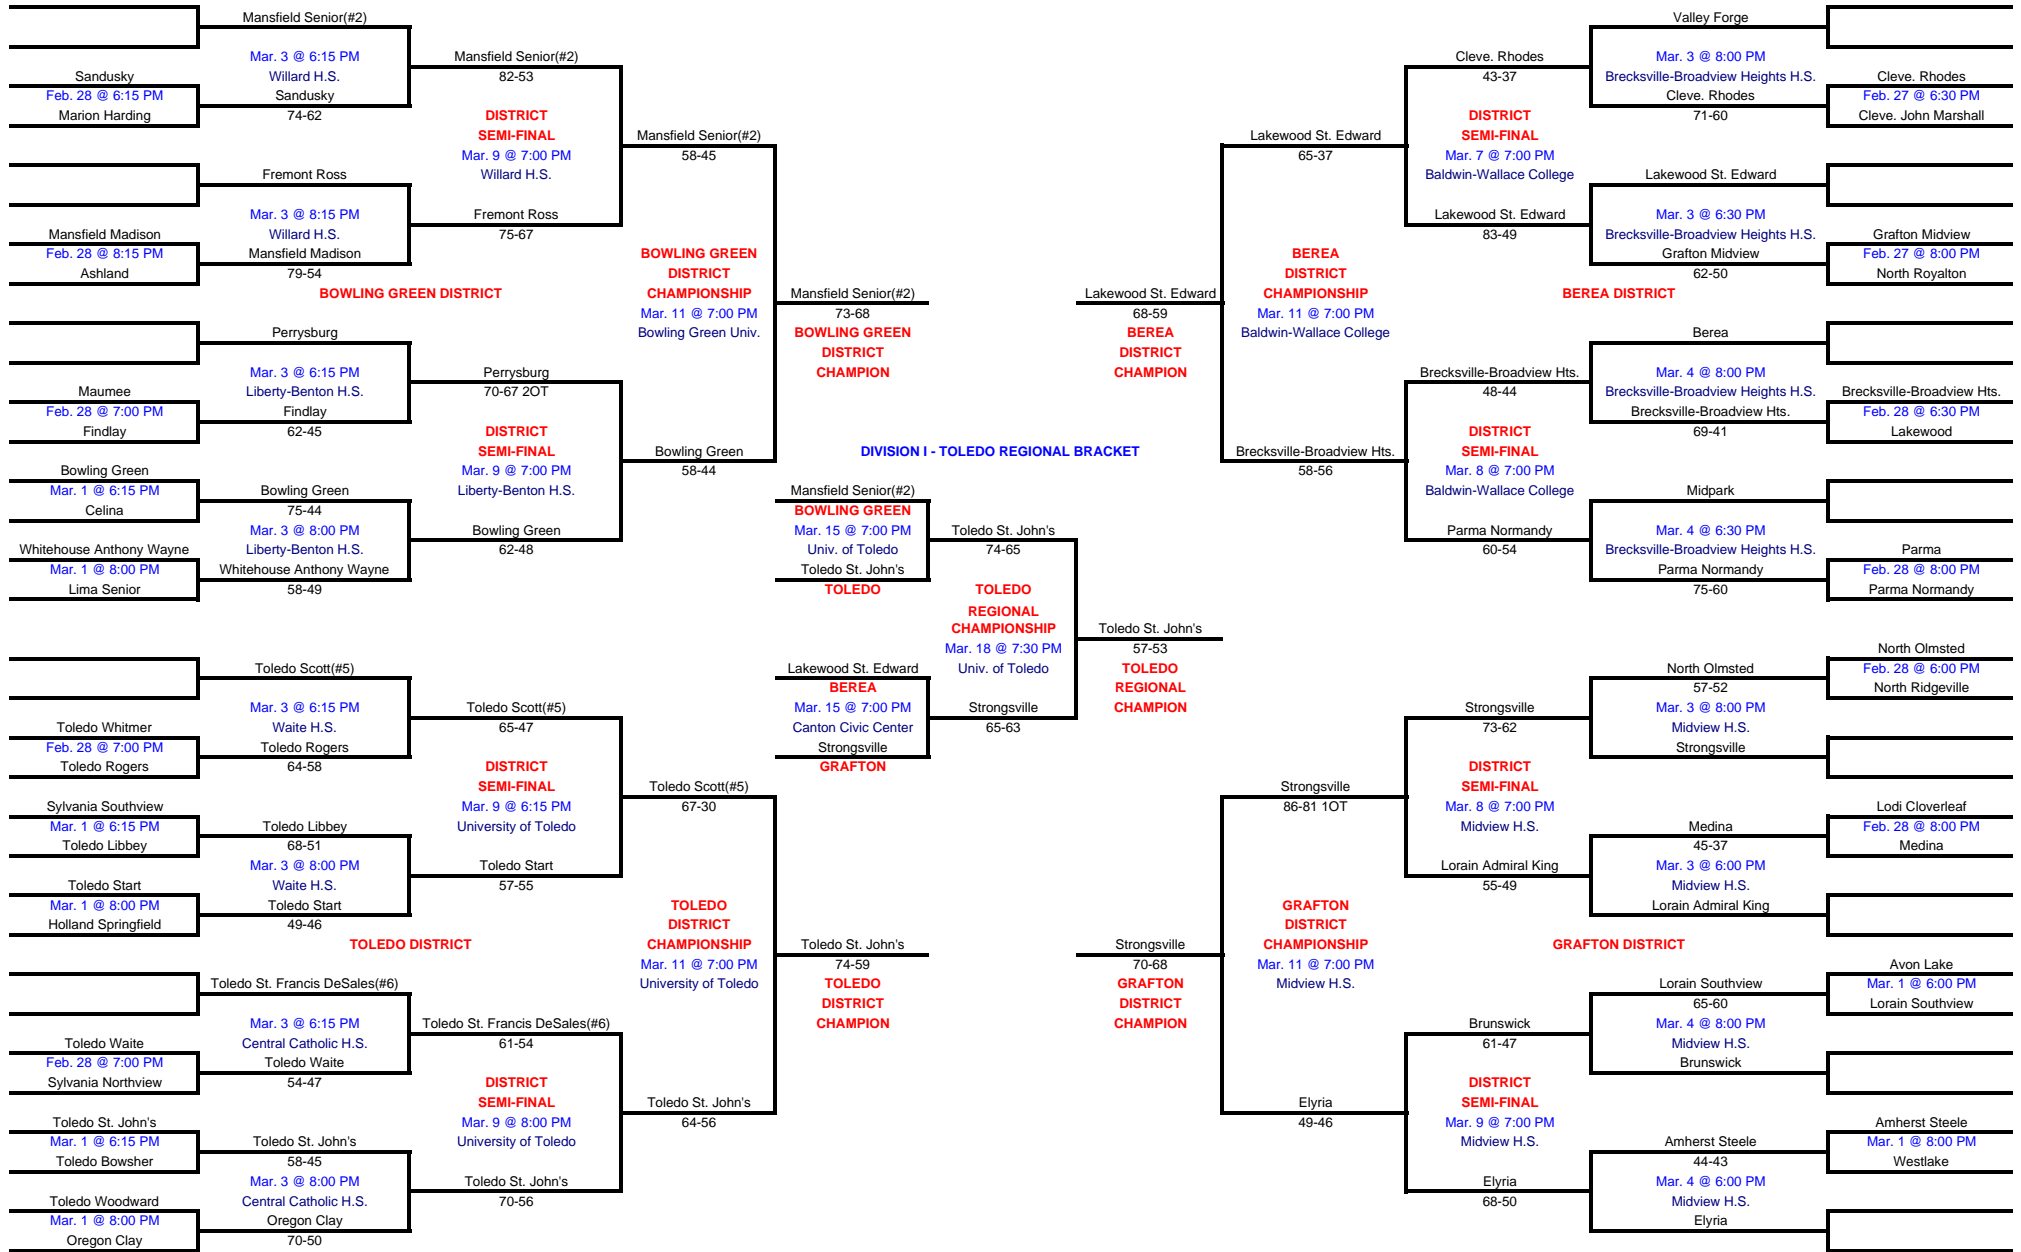 Mansfield Senior(#2)
Mar. 3 @ 6:15 PM
Willard H.S.
Sandusky
Feb. 28 @ 6:15 PM
Marion Harding
Sandusky
74-62
Mansfield Senior(#2)
82-53
DISTRICT
SEMI-FINAL
Mar. 9 @ 7:00 PM
Willard H.S.
Fremont Ross
Mar. 3 @ 8:15 PM
Willard H.S.
Mansfield Madison
Feb. 28 @ 8:15 PM
Ashland
Mansfield Madison
79-54
Fremont Ross
75-67
Mansfield Senior(#2)
58-45
BOWLING GREEN DISTRICT
BOWLING GREEN
DISTRICT
CHAMPIONSHIP
Mar. 11 @ 7:00 PM
Bowling Green Univ.
Mansfield Senior(#2)
73-68
BOWLING GREEN
DISTRICT
CHAMPION
Perrysburg
Mar. 3 @ 6:15 PM
Liberty-Benton H.S.
Maumee
Feb. 28 @ 7:00 PM
Findlay
Findlay
62-45
Perrysburg
70-67 2OT
DISTRICT
SEMI-FINAL
Mar. 9 @ 7:00 PM
Liberty-Benton H.S.
Bowling Green
Mar. 1 @ 6:15 PM
Celina
Bowling Green
75-44
Mar. 3 @ 8:00 PM
Liberty-Benton H.S.
Whitehouse Anthony Wayne
Mar. 1 @ 8:00 PM
Lima Senior
Whitehouse Anthony Wayne
58-49
Bowling Green
62-48
Bowling Green
58-44
Toledo Scott(#5)
Mar. 3 @ 6:15 PM
Waite H.S.
Toledo Whitmer
Feb. 28 @ 7:00 PM
Toledo Rogers
Toledo Rogers
64-58
Toledo Scott(#5)
65-47
DISTRICT
SEMI-FINAL
Mar. 9 @ 6:15 PM
University of Toledo
Sylvania Southview
Mar. 1 @ 6:15 PM
Toledo Libbey
Toledo Libbey
68-51
Mar. 3 @ 8:00 PM
Waite H.S.
Toledo Start
Mar. 1 @ 8:00 PM
Holland Springfield
Toledo Start
49-46
Toledo Start
57-55
Toledo Scott(#5)
67-30
TOLEDO DISTRICT
TOLEDO
DISTRICT
CHAMPIONSHIP
Mar. 11 @ 7:00 PM
University of Toledo
Toledo St. John's
74-59
TOLEDO
DISTRICT
CHAMPION
Toledo St. Francis DeSales(#6)
Mar. 3 @ 6:15 PM
Central Catholic H.S.
Toledo Waite
Feb. 28 @ 7:00 PM
Sylvania Northview
Toledo Waite
54-47
Toledo St. Francis DeSales(#6)
61-54
DISTRICT
SEMI-FINAL
Mar. 9 @ 8:00 PM
University of Toledo
Toledo St. John's
Mar. 1 @ 6:15 PM
Toledo Bowsher
Toledo St. John's
58-45
Mar. 3 @ 8:00 PM
Central Catholic H.S.
Toledo Woodward
Mar. 1 @ 8:00 PM
Oregon Clay
Oregon Clay
70-50
Toledo St. John's
70-56
Toledo St. John's
64-56
DIVISION I - TOLEDO REGIONAL BRACKET
Mansfield Senior(#2)
BOWLING GREEN
Mar. 15 @ 7:00 PM
Univ. of Toledo
Toledo St. John's
TOLEDO
Toledo St. John's
74-65
TOLEDO
REGIONAL
CHAMPIONSHIP
Mar. 18 @ 7:30 PM
Univ. of Toledo
Lakewood St. Edward
BEREA
Mar. 15 @ 7:00 PM
Canton Civic Center
Strongsville
GRAFTON
Strongsville
65-63
Toledo St. John's
57-53
TOLEDO
REGIONAL
CHAMPION
Valley Forge
Mar. 3 @ 8:00 PM
Brecksville-Broadview Heights H.S.
Cleve. Rhodes
Feb. 27 @ 6:30 PM
Cleve. John Marshall
Cleve. Rhodes
71-60
Cleve. Rhodes
43-37
DISTRICT
SEMI-FINAL
Mar. 7 @ 7:00 PM
Baldwin-Wallace College
Lakewood St. Edward
Mar. 3 @ 6:30 PM
Brecksville-Broadview Heights H.S.
Grafton Midview
Feb. 27 @ 8:00 PM
North Royalton
Grafton Midview
62-50
Lakewood St. Edward
83-49
Lakewood St. Edward
65-37
BEREA DISTRICT
BEREA
DISTRICT
CHAMPIONSHIP
Mar. 11 @ 7:00 PM
Baldwin-Wallace College
Lakewood St. Edward
68-59
BEREA
DISTRICT
CHAMPION
Berea
Mar. 4 @ 8:00 PM
Brecksville-Broadview Heights H.S.
Brecksville-Broadview Hts.
Feb. 28 @ 6:30 PM
Lakewood
Brecksville-Broadview Hts.
69-41
Brecksville-Broadview Hts.
48-44
DISTRICT
SEMI-FINAL
Mar. 8 @ 7:00 PM
Baldwin-Wallace College
Midpark
Mar. 4 @ 6:30 PM
Brecksville-Broadview Heights H.S.
Parma
Feb. 28 @ 8:00 PM
Parma Normandy
Parma Normandy
75-60
Parma Normandy
60-54
Brecksville-Broadview Hts.
58-56
North Olmsted
Feb. 28 @ 6:00 PM
North Ridgeville
North Olmsted
57-52
Mar. 3 @ 8:00 PM
Midview H.S.
Strongsville
Strongsville
73-62
DISTRICT
SEMI-FINAL
Mar. 8 @ 7:00 PM
Midview H.S.
Lodi Cloverleaf
Feb. 28 @ 8:00 PM
Medina
Medina
45-37
Mar. 3 @ 6:00 PM
Midview H.S.
Lorain Admiral King
Lorain Admiral King
55-49
Strongsville
86-81 1OT
GRAFTON DISTRICT
GRAFTON
DISTRICT
CHAMPIONSHIP
Mar. 11 @ 7:00 PM
Midview H.S.
Strongsville
70-68
GRAFTON
DISTRICT
CHAMPION
Avon Lake
Mar. 1 @ 6:00 PM
Lorain Southview
Lorain Southview
65-60
Mar. 4 @ 8:00 PM
Midview H.S.
Brunswick
Brunswick
61-47
DISTRICT
SEMI-FINAL
Mar. 9 @ 7:00 PM
Midview H.S.
Amherst Steele
Mar. 1 @ 8:00 PM
Westlake
Amherst Steele
44-43
Mar. 4 @ 6:00 PM
Midview H.S.
Elyria
Elyria
68-50
Elyria
49-46